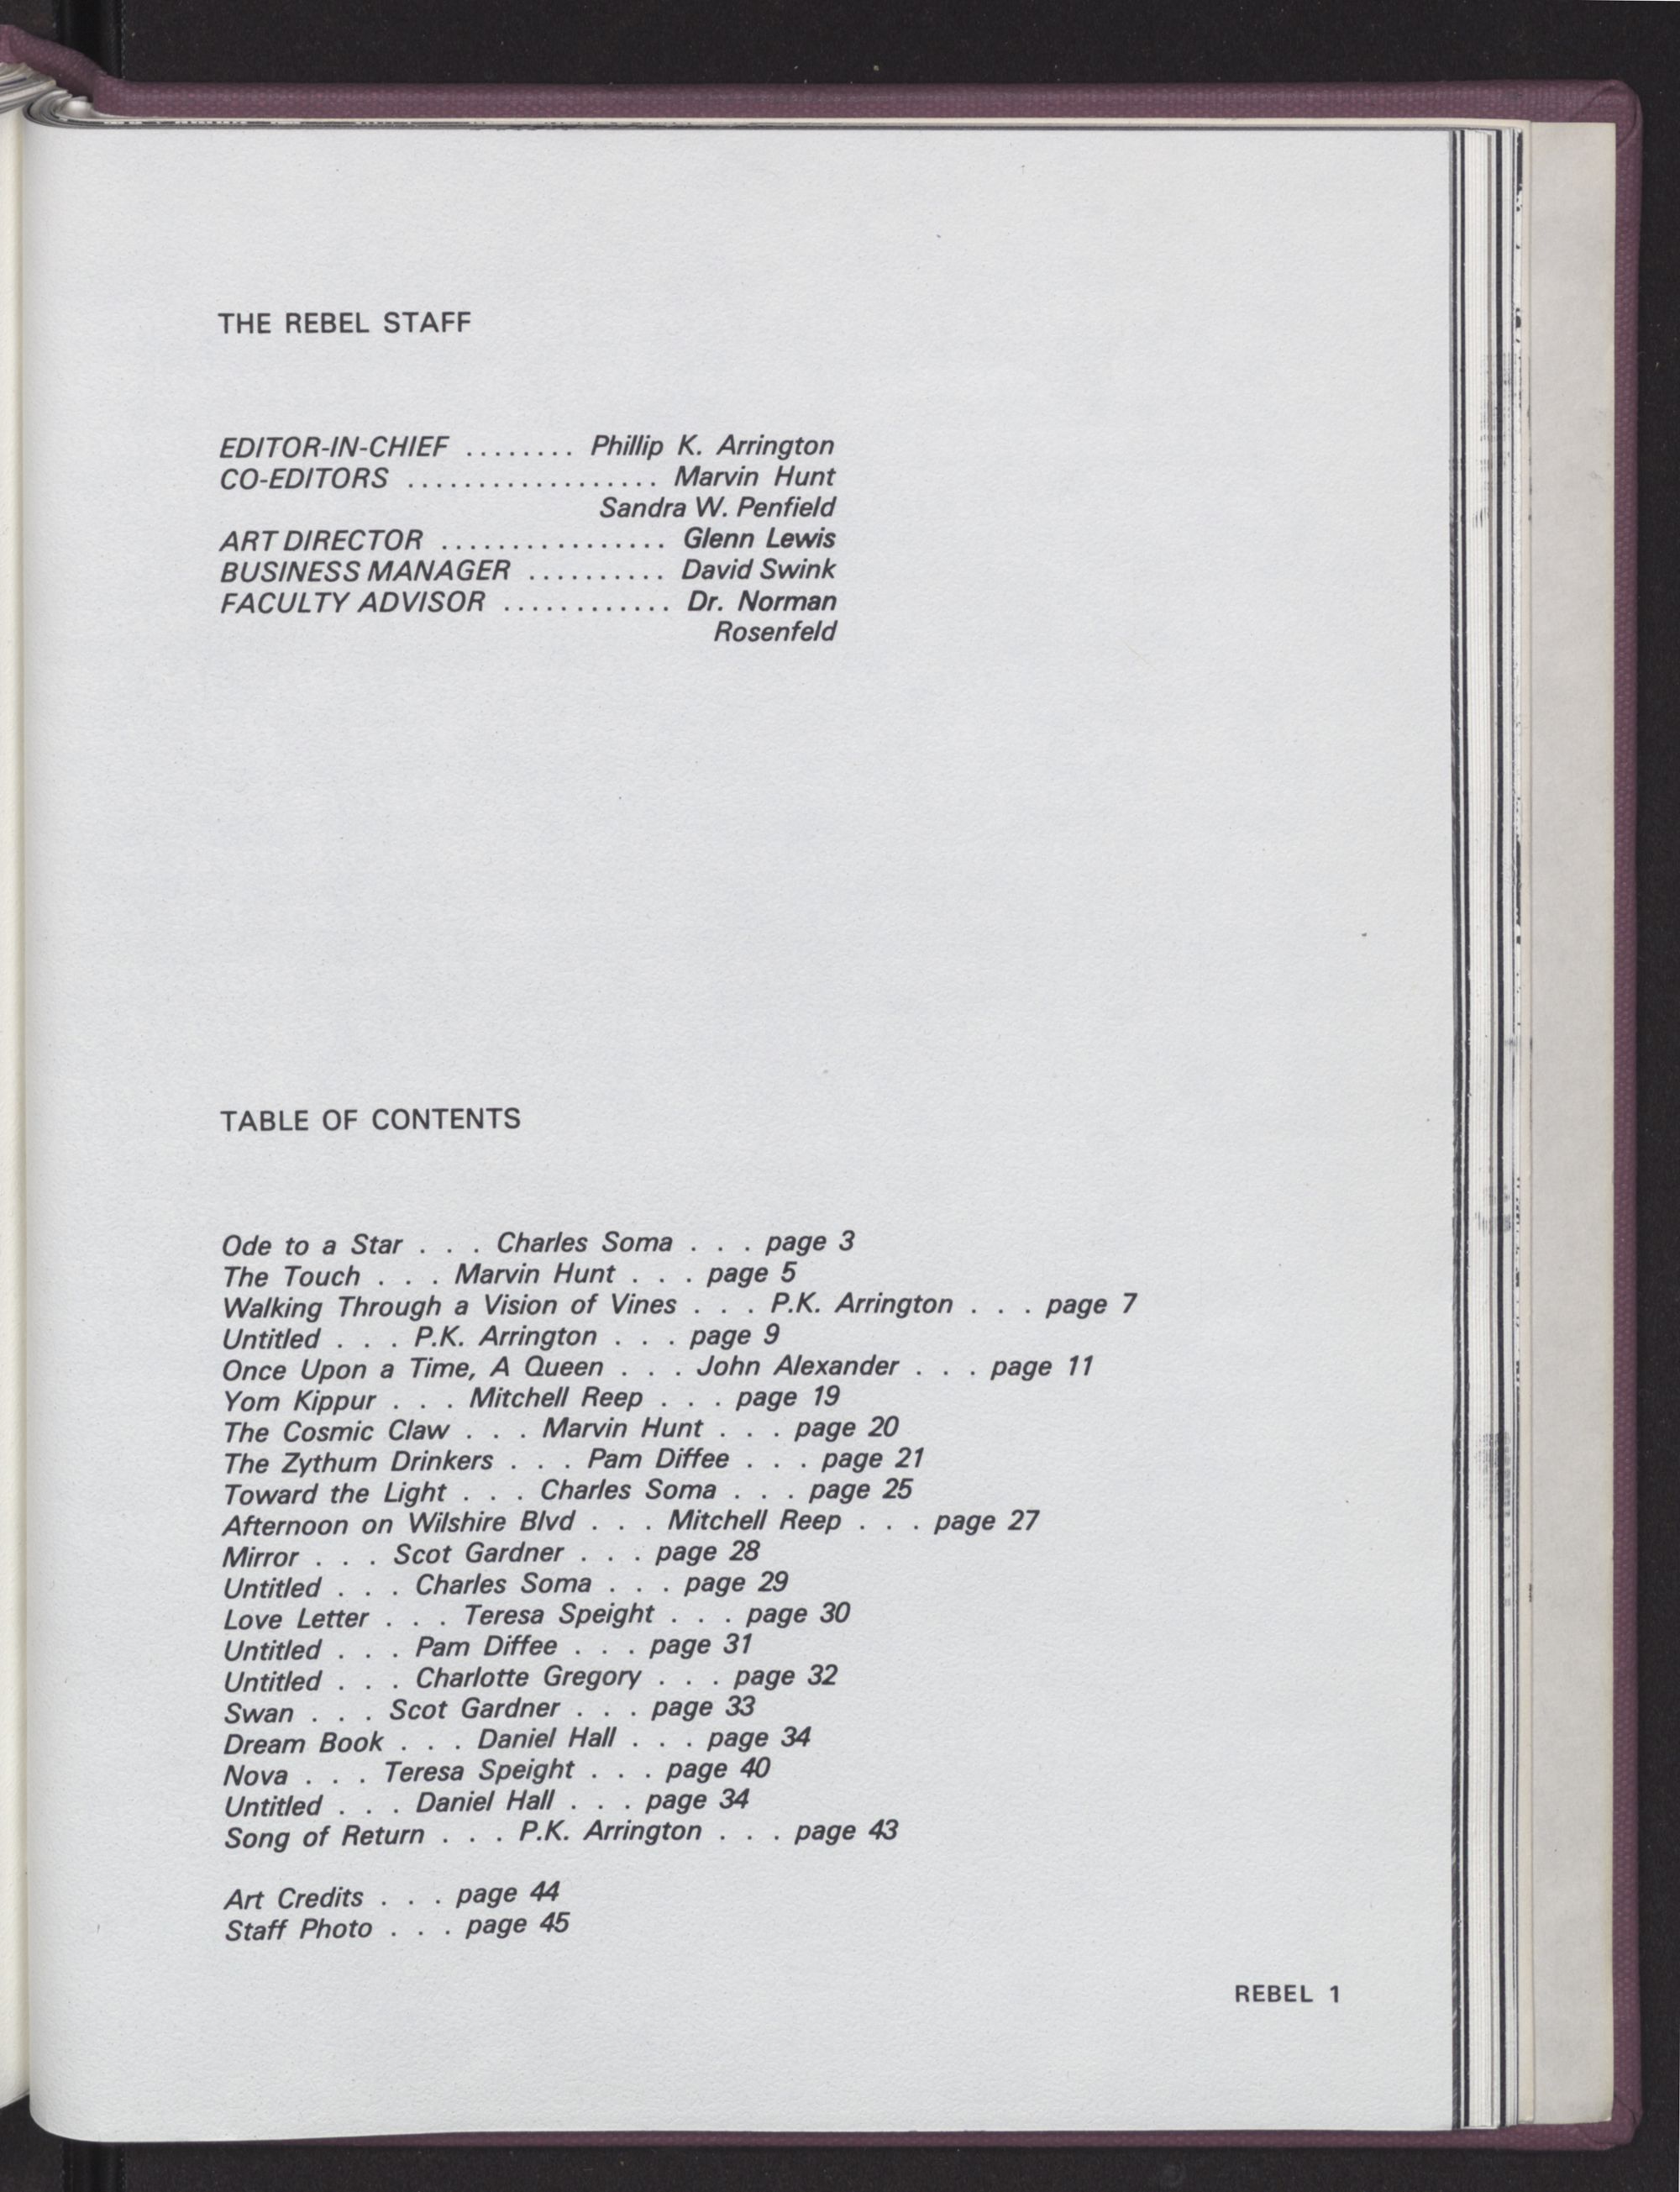 THE REBEL STAFF
EDITOR-IN-CHIEF ........ Phillip K. Arrington
CO-EDITORS .................. Marvin Hunt
Sandra W. Penfield
ART DIRECTOR ................ Glenn Lewis
BUSINESS MANAGER .......... David Swink
FACULTY ADVISOR ............ Dr. Norman
Rosenfeld
TABLE OF CONTENTS
Ode to a Star . . . Charles Soma . . . page 3
The Touch . . . Marvin Hunt . . . page 5
Walking Through a Vision of Vines . . . P.K. Arrington . . . page 7
Untitled . . . P.K. Arrington . . . page 9
Once Upon a Time, A Queen . . . John Alexander . . . page 11
Yom Kippur . . . Mitchell Reep . . . page 19
The Cosmic Claw . . . Marvin Hunt . . . page 20
The Zythum Drinkers . . . Pam Diffee . . . page 21
Toward the Light . . . Charles Soma . . . page 25
Afternoon on Wilshire Blvd . . . Mitchell Reep . . . page 27
Mirror . . . Scot Gardner . . . page 28
Untitled . . . Charles Soma . . . page 29
Love Letter . . . Teresa Speight . . . page 30
Untitled . . . Pam Diffee . . . page 31
Untitled . . . Charlotte Gregory . . . page 32
Swan . . . Scot Gardner . . . page 33
Dream Book . . . Daniel Hall . . . page 34
Nova . . . Teresa Speight . . . page 40
Untitled . . . Daniel Hall . . . page 34
Song of Return . . . P.K. Arrington . . . page 43
Art Credits . . . page 44
Staff Photo . . . page 45
REBEL 1